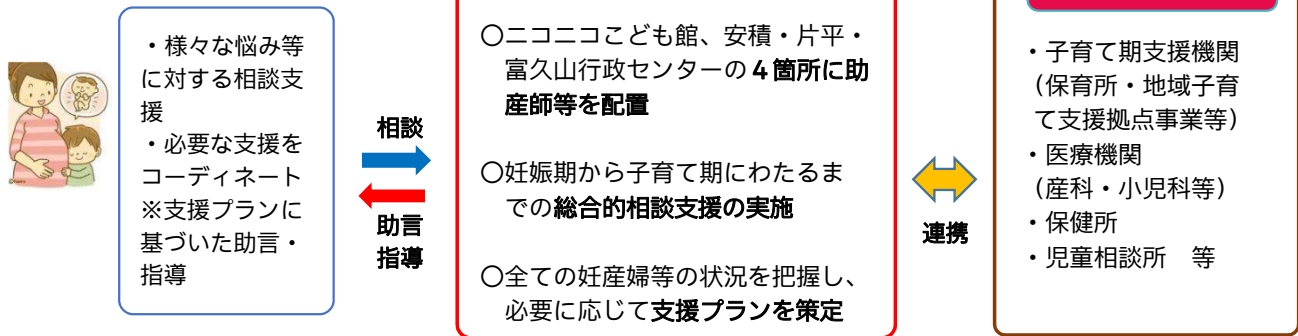 ・様々な悩み等
に対する相談支
援
・必要な支援を
コーディネート
※支援プランに
基づいた助言・
指導
相談
助言
指導
〇ニコニコこども館、安積・片平・
富久山行政センターの４箇所に助
産師等を配置
〇妊娠期から子育て期にわたるま
での総合的相談支援の実施
〇全ての妊産婦等の状況を把握し、
必要に応じて支援プランを策定
連携
・子育て期支援機関
（保育所・地域子育
て支援拠点事業等）
・医療機関
（産科・小児科等）
・保健所
・児童相談所　等